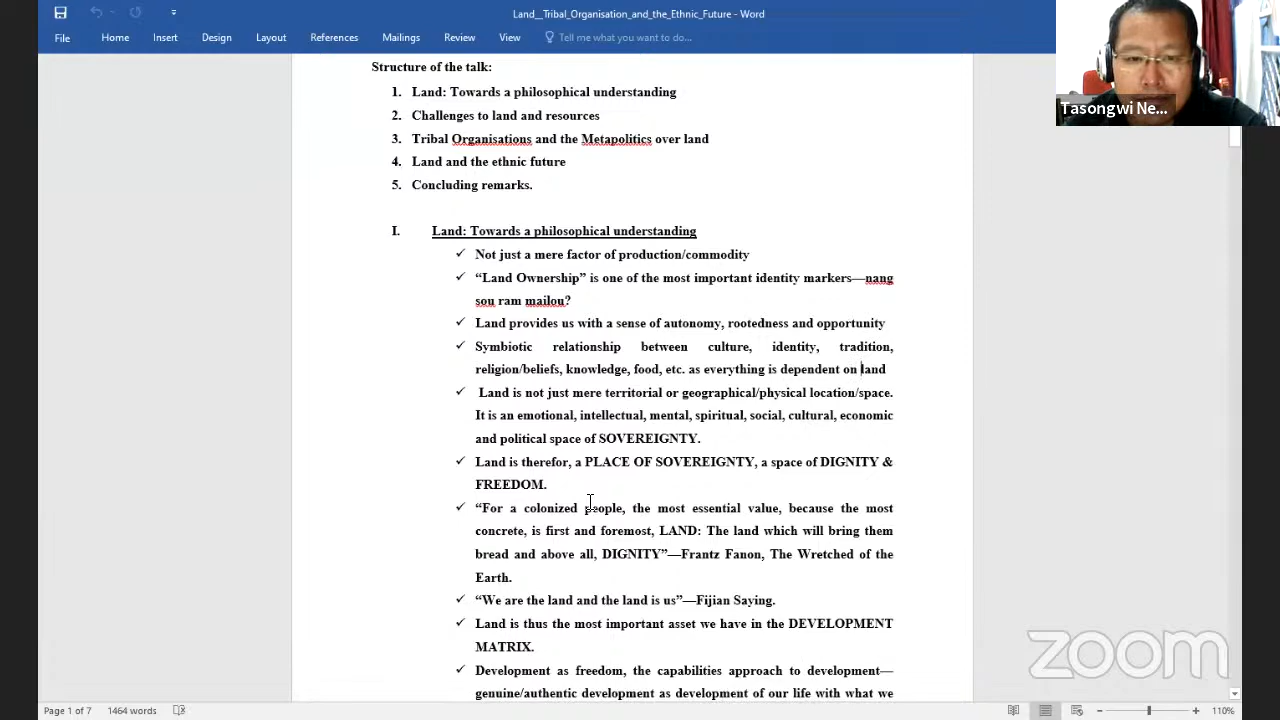 Land__Tribal_Organisation_and_the_Ethnic_Future - Word
File Home Insert Design Layout References Mailings Review View Tell me what you want to do...
Tasongwi Ne...
Structure of the talk:
1. Land: Towards a philosophical understanding
2. Challenges to land and resources
3. Tribal Organisations and the Metapolitics over land
4. Land and the ethnic future
5. Concluding remarks.
I. Land: Towards a philosophical understanding
✓ Not just a mere factor of production/commodity
✓ “Land Ownership” is one of the most important identity markers—nang
sou ram mailou?
✓ Land provides us with a sense of autonomy, rootedness and opportunity
✓ Symbiotic relationship between culture, identity, tradition,
religion/beliefs, knowledge, food, etc. as everything is dependent on land
✓ Land is not just mere territorial or geographical/physical location/space.
It is an emotional, intellectual, mental, spiritual, social, cultural, economic
and political space of SOVEREIGNTY.
✓ Land is therefor, a PLACE OF SOVEREIGNTY, a space of DIGNITY &
FREEDOM.
✓ “For a colonized people, the most essential value, because the most
concrete, is first and foremost, LAND: The land which will bring them
bread and above all, DIGNITY”—Frantz Fanon, The Wretched of the
Earth.
✓ “We are the land and the land is us”—Fijian Saying.
✓ Land is thus the most important asset we have in the DEVELOPMENT
MATRIX.
✓ Development as freedom, the capabilities approach to development—
genuine/authentic development as development of our life with what we
zoom
Page 1 of 7 1464 words 110%